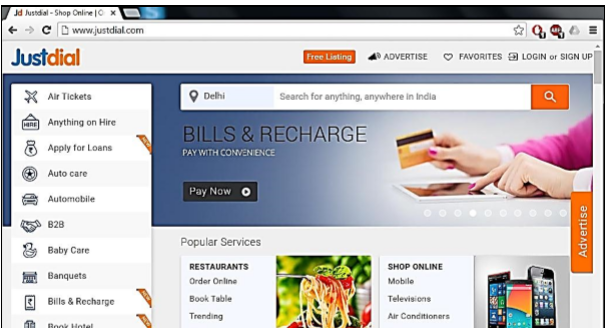 Jd Justdial - Shop Online | C
www.justdial.com
Justdial
Free Listing
ADVERTISE
FAVORITES
LOGIN or SIGN UP
Air Tickets
Anything on Hire
Apply for Loans
Auto care
Automobile
B2B
Baby Care
Banquets
Bills & Recharge
Book Hotel
Delhi
Search for anything, anywhere in India
BILLS & RECHARGE
PAY WITH CONVENIENCE
Pay Now
Advertise
Popular Services
RESTAURANTS
Order Online
Book Table
Trending
SHOP ONLINE
Mobile
Televisions
Air Conditioners